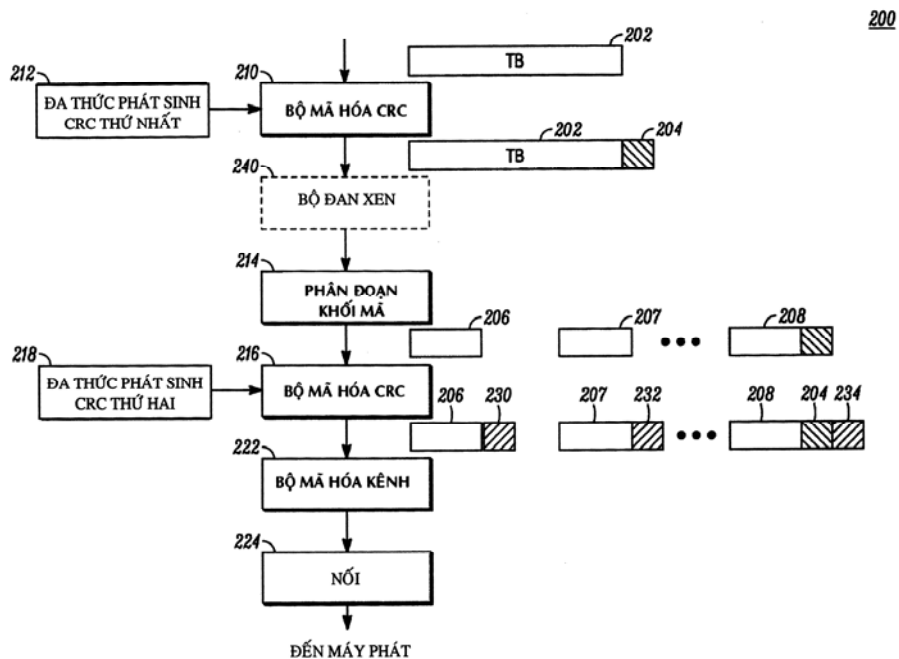 200
202
TB
212
210
ĐA THỨC PHÁT SINH
CRC THỨ NHẤT
BỘ MÃ HÓA CRC
202
204
TB
240
BỘ ĐAN XEN
214
PHÂN ĐOẠN
KHỐI MÃ
206
207
208
218
216
ĐA THỨC PHÁT SINH
CRC THỨ HAI
BỘ MÃ HÓA CRC
206
230
207
232
208
204
234
222
BỘ MÃ HÓA KÊNH
224
NỐI
ĐẾN MÁY PHÁT